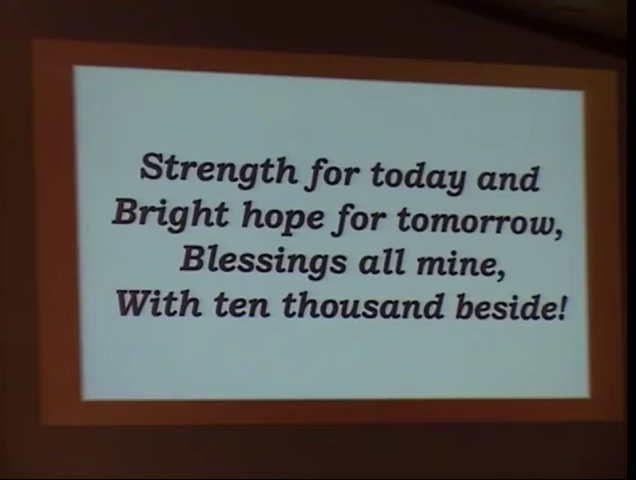 Strength for today and
Bright hope for tomorrow,
Blessings all mine,
With ten thousand beside!